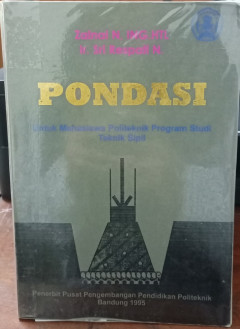 PONDASI
Untuk Mahasiswa Politeknik Program Studi
Teknik Sipil
Penerbit Pusat Pengembangan Pendidikan Politeknik
Bandung 1995